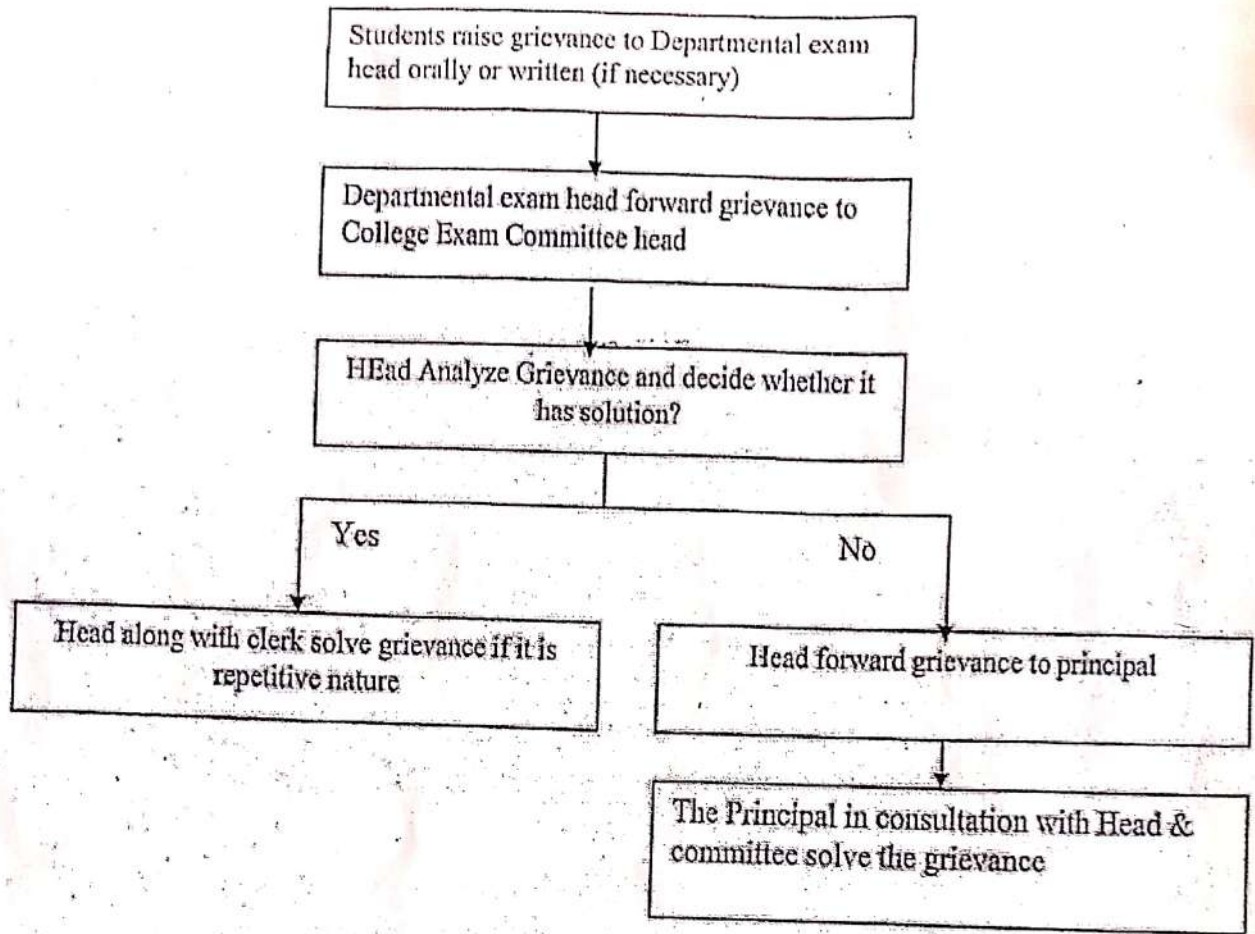 Students raise grievance to Departmental exam
head orally or written (if necessary)
Departmental exam head forward grievance to
College Exam Committee head
HEad Analyze Grievance and decide whether it
has solution?
Yes
No
Head along with clerk solve grievance if it is
repetitive nature
Head forward grievance to principal
The Principal in consultation with Head &
committee solve the grievance